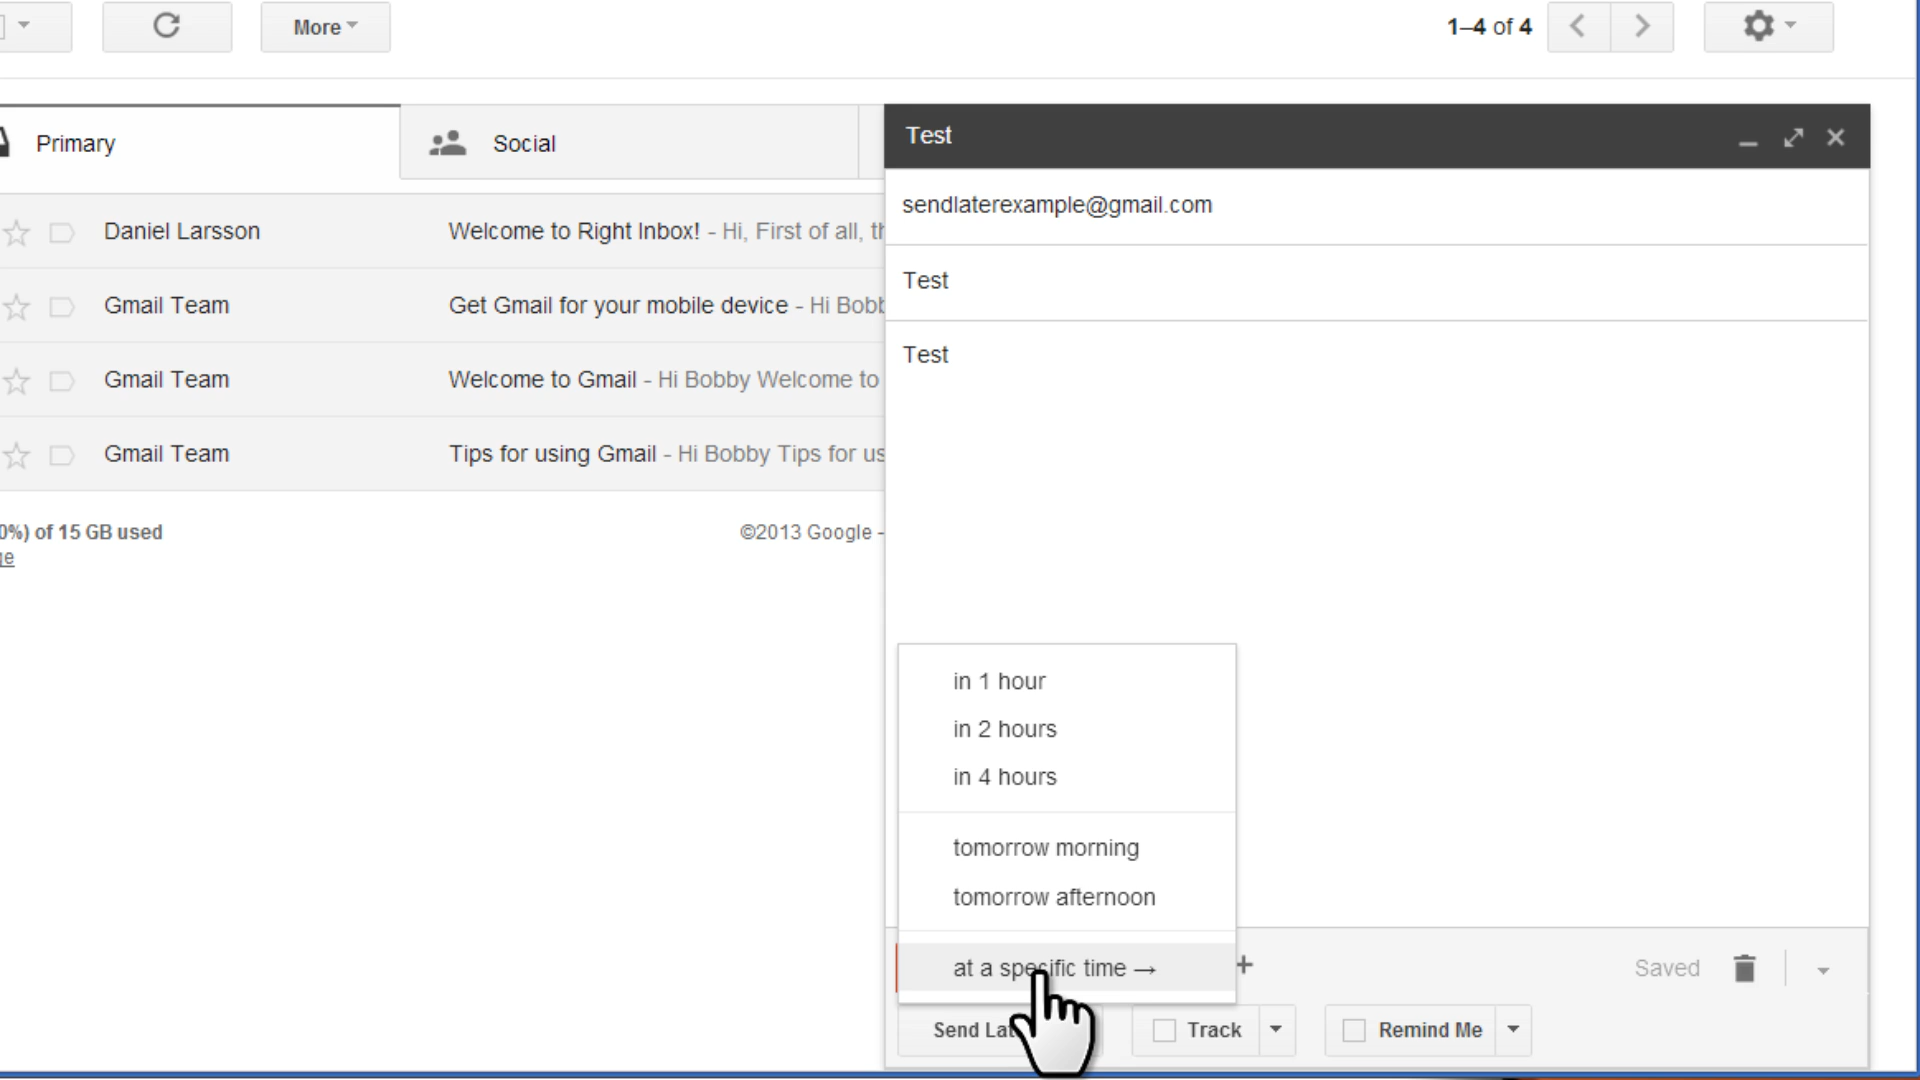 More
1–4 of 4
Primary
Social
Test
sendlaterexample@gmail.com
Daniel Larsson
Welcome to Right Inbox! - Hi, First of all,
Test
Gmail Team
Get Gmail for your mobile device - Hi
Test
Gmail Team
Welcome to Gmail - Hi Bobby Welcome to
Gmail Team
Tips for using Gmail - Hi Bobby Tips for
0%) of 15 GB used
©2013 Google -
in 1 hour
in 2 hours
in 4 hours
tomorrow morning
tomorrow afternoon
at a specific time →
+
Saved
Send
Track
Remind Me